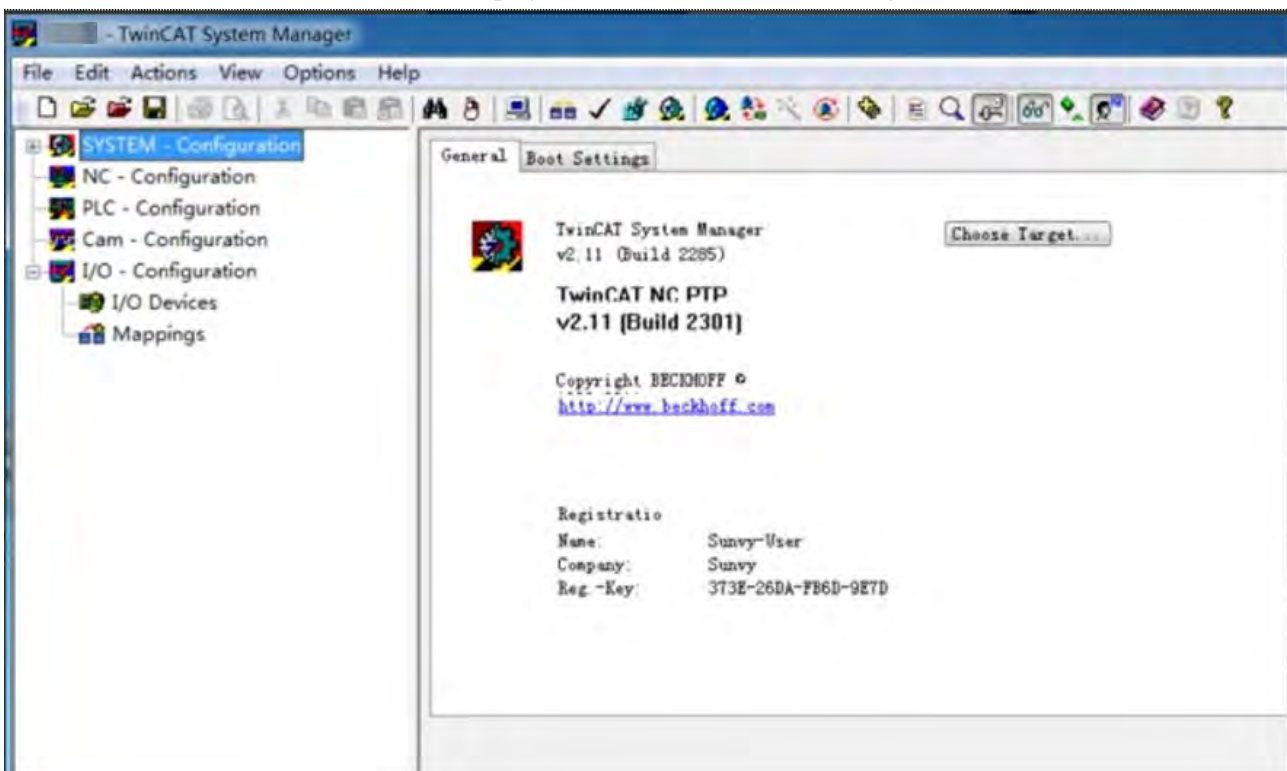 - TwinCAT System Manager
File Edit Actions View Options Help
SYSTEM - Configuration
NC - Configuration
PLC - Configuration
Cam - Configuration
I/O - Configuration
I/O Devices
Mappings
General Boot Settings
TwinCAT System Manager
v2.11 (Build 2285)
Choose Target...
TwinCAT NC PTP
v2.11 (Build 2301)
Copyright BECKHOFF ©
http://www.beckhoff.com
Registratio
Name: Sunvy-User
Company: Sunvy
Reg.-Key: 373E-26DA-FB6D-9E7D